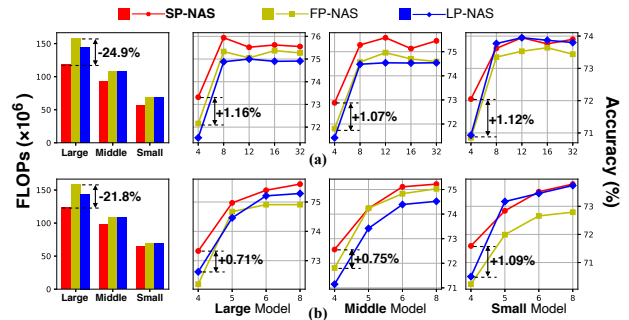 SP-NAS FP-NAS LP-NAS
(a)
FLOPs (×10⁶)
Accuracy (%)
150
100
50
0
-24.9%
Large Middle Small
76
75
74
73
72
+1.16%
4 8 12 16 32
75
74
73
72
+1.07%
4 8 12 16 32
74
73
72
71
+1.12%
4 8 12 16 32
(a)
150
100
50
0
-21.8%
Large Middle Small
75
74
73
+0.71%
4 5 6 8
Large Model
75
74
73
72
71
+0.75%
4 5 6 8
Middle Model
73
72
71
70
+1.09%
4 5 6 8
Small Model
(b)